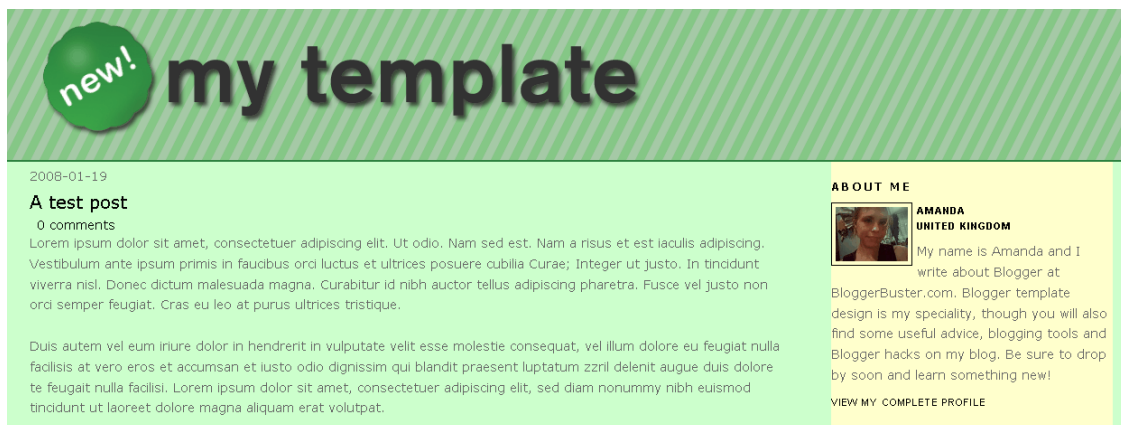 new!
my template
2008-01-19
A test post
0 comments
Lorem ipsum dolor sit amet, consectetuer adipiscing elit. Ut odio. Nam sed est. Nam a risus et est iaculis adipiscing.
Vestibulum ante ipsum primis in faucibus orci luctus et ultrices posuere cubilia Curae; Integer ut justo. In tincidunt
viverra nisl. Donec dictum malesuada magna. Curabitur id nibh auctor tellus adipiscing pharetra. Fusce vel justo non
orci semper feugiat. Cras eu leo at purus ultrices tristique.
Duis autem vel eum iriure dolor in hendrerit in vulputate velit esse molestie consequat, vel illum dolore eu feugiat nulla
facilisis at vero eros et accumsan et iusto odio dignissim qui blandit praesent luptatum zzril delenit augue duis dolore
te feugait nulla facilisi. Lorem ipsum dolor sit amet, consectetuer adipiscing elit, sed diam nonummy nibh euismod
tincidunt ut laoreet dolore magna aliquam erat volutpat.
ABOUT ME
AMANDA
UNITED KINGDOM
My name is Amanda and I
write about Blogger at
BloggerBuster.com. Blogger template
design is my speciality, though you will also
find some useful advice, blogging tools and
Blogger hacks on my blog. Be sure to drop
by soon and learn something new!
VIEW MY COMPLETE PROFILE